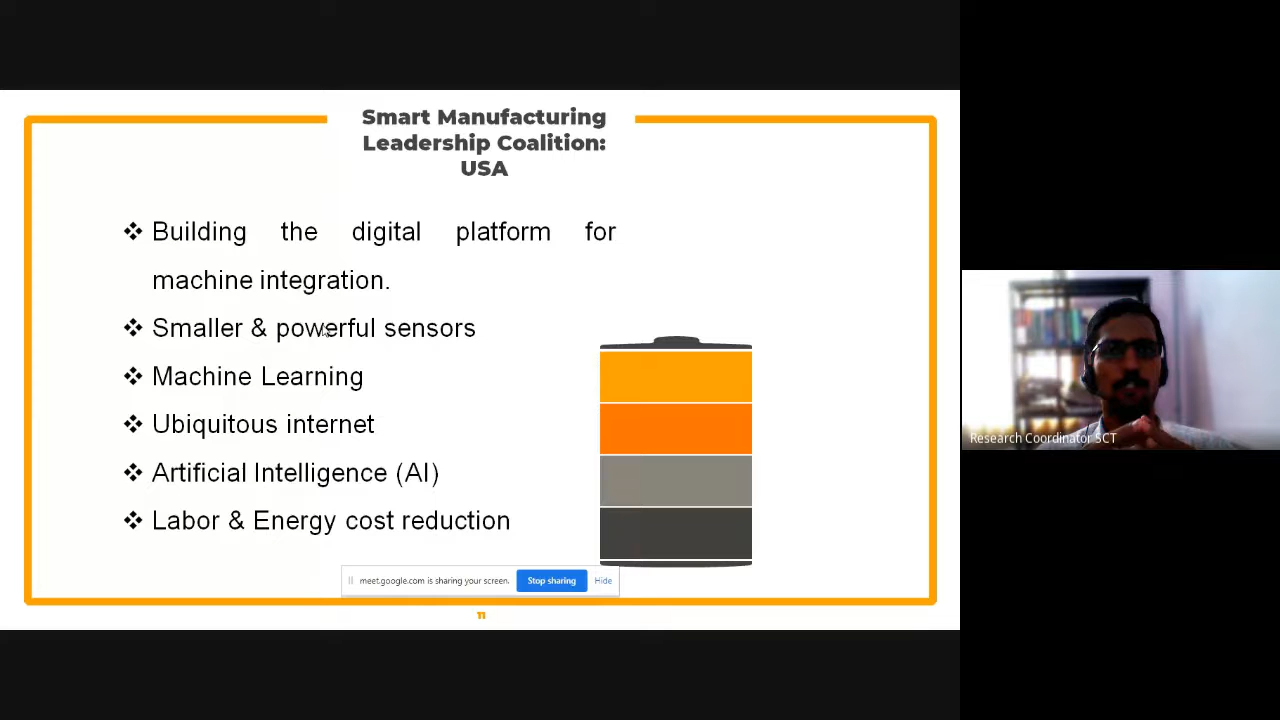 Smart Manufacturing
Leadership Coalition:
USA
❖ Building the digital platform for
machine integration.
❖ Smaller & powerful sensors
❖ Machine Learning
❖ Ubiquitous internet
❖ Artificial Intelligence (AI)
❖ Labor & Energy cost reduction
meet.google.com is sharing your screen. Stop sharing Hide
11
Research Coordinator SCT